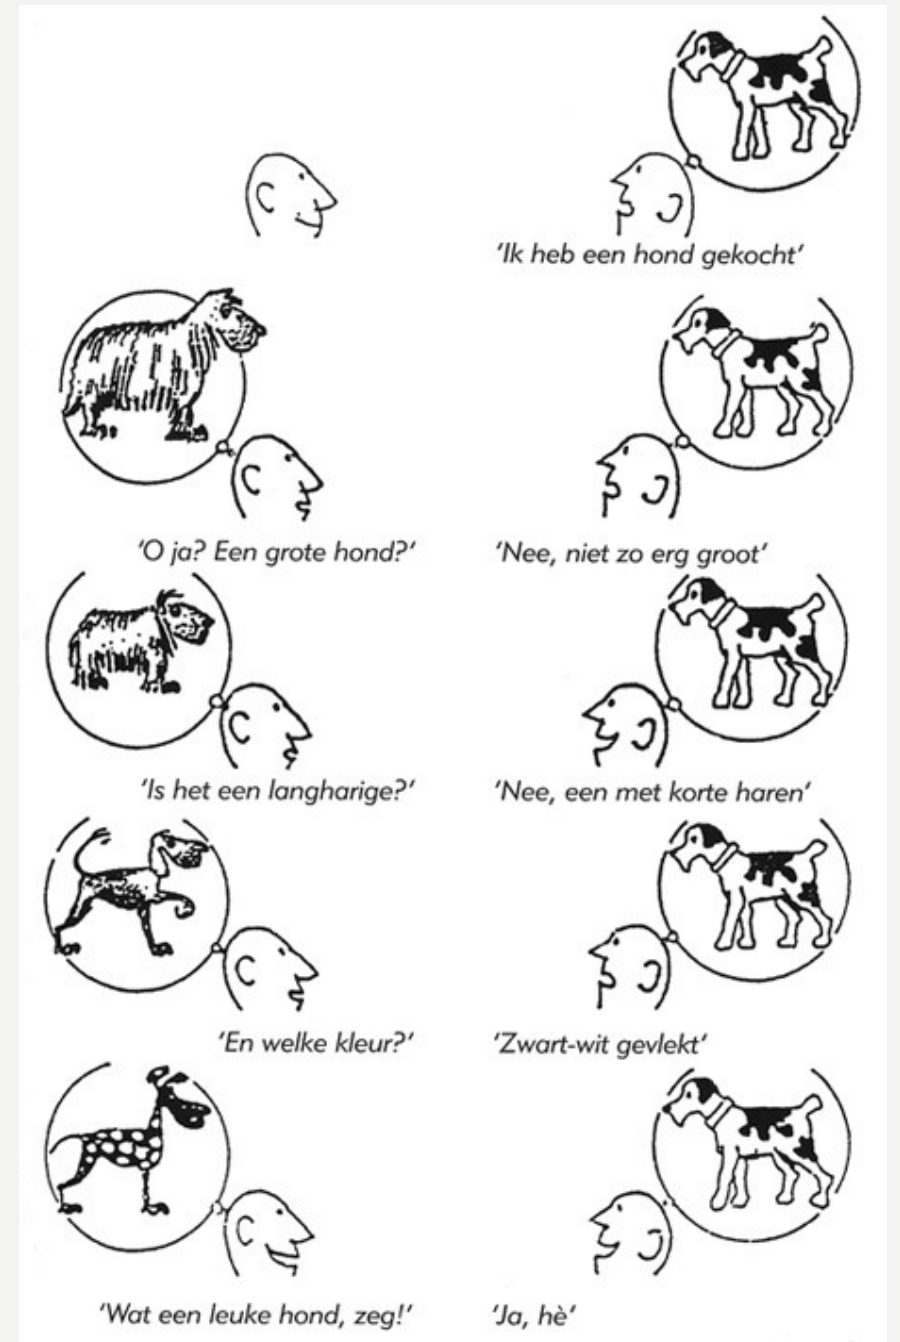 'Ik heb een hond gekocht'
'O ja? Een grote hond?'
'Nee, niet zo erg groot'
'Is het een langharige?'
'Nee, een met korte haren'
'En welke kleur?'
'Zwart-wit gevlekt'
'Wat een leuke hond, zeg!'
'Ja, hè'